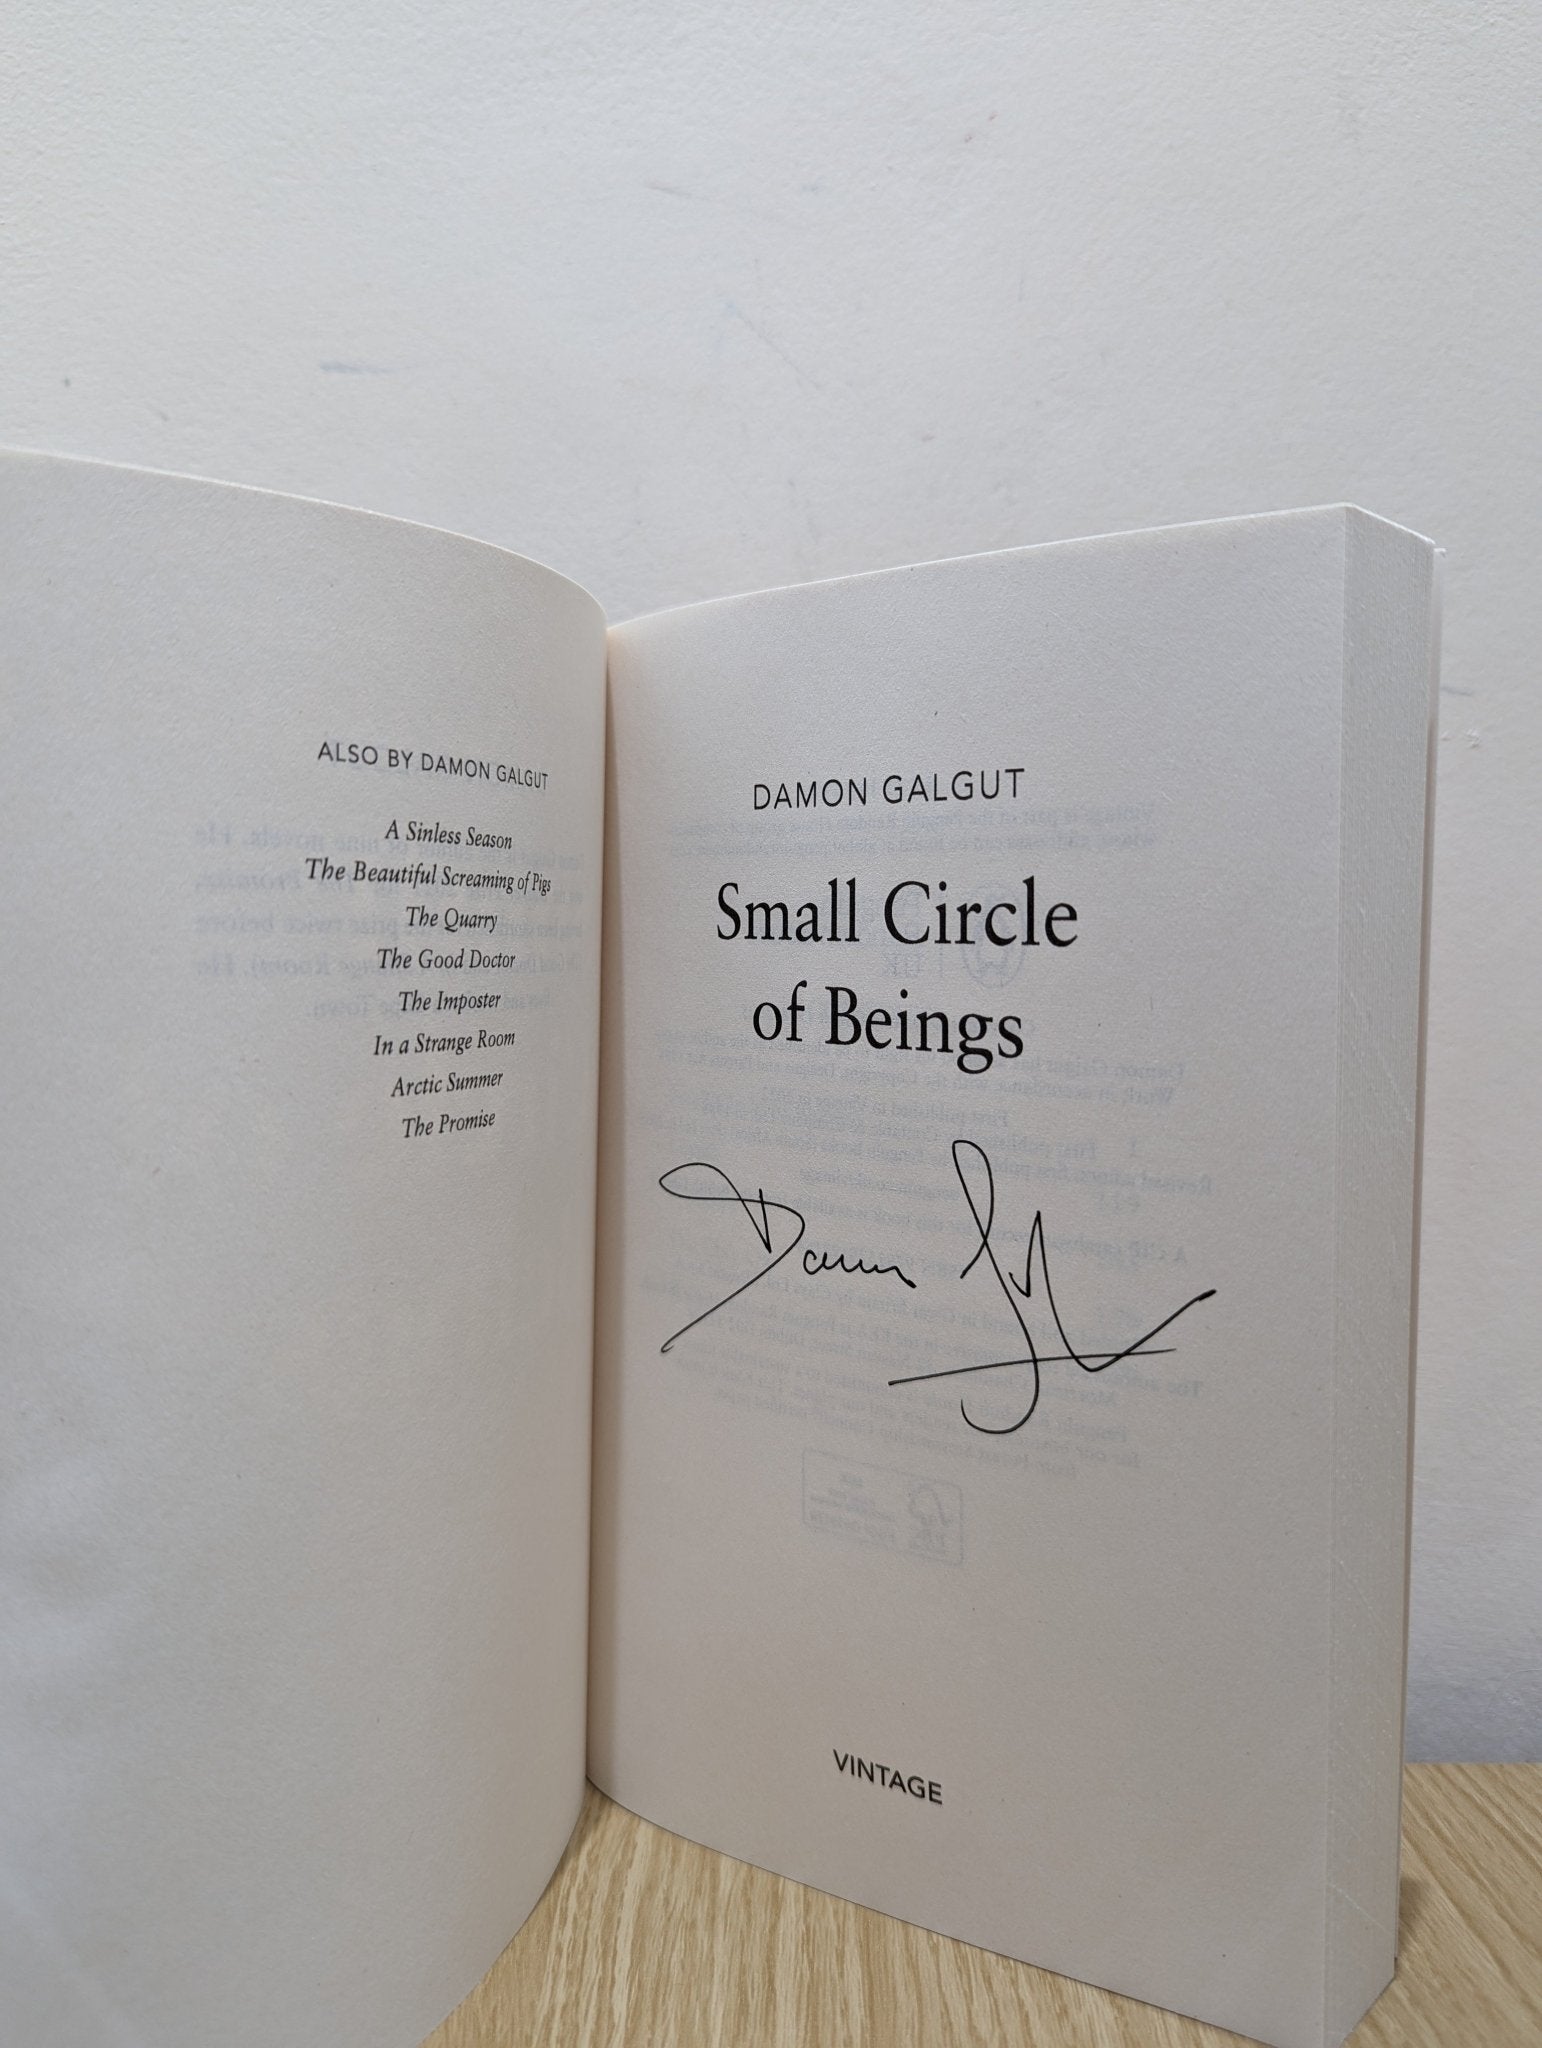 ALSO BY DAMON GALGUT
A Sinless Season
The Beautiful Screaming of Pigs
The Quarry
The Good Doctor
The Imposter
In a Strange Room
Arctic Summer
The Promise
DAMON GALGUT
Small Circle
of Beings
Damon
VINTAGE